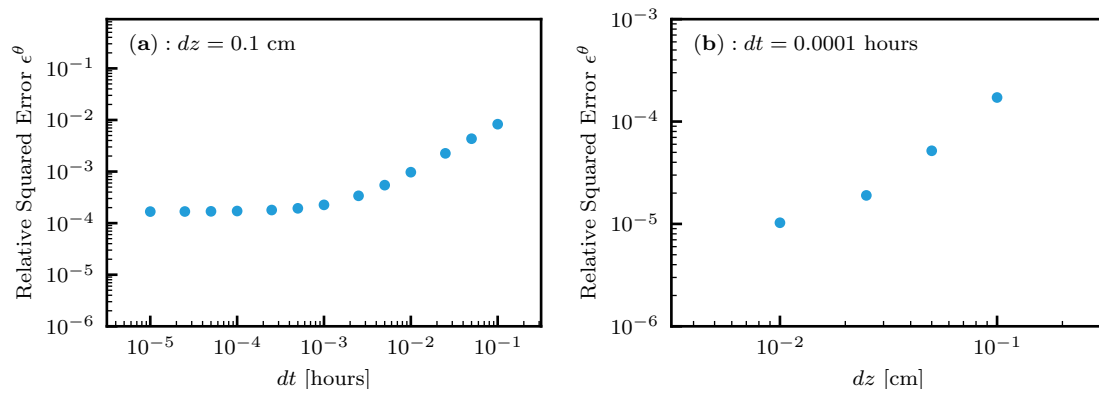 (a) : dz = 0.1 cm
Relative Squared Error ϵ^θ
10⁻¹
10⁻²
10⁻³
10⁻⁴
10⁻⁵
10⁻⁶
10⁻⁵ 10⁻⁴ 10⁻³ 10⁻² 10⁻¹
dt [hours]
(b) : dt = 0.0001 hours
Relative Squared Error ϵ^θ
10⁻³
10⁻⁴
10⁻⁵
10⁻⁶
10⁻² 10⁻¹
dz [cm]